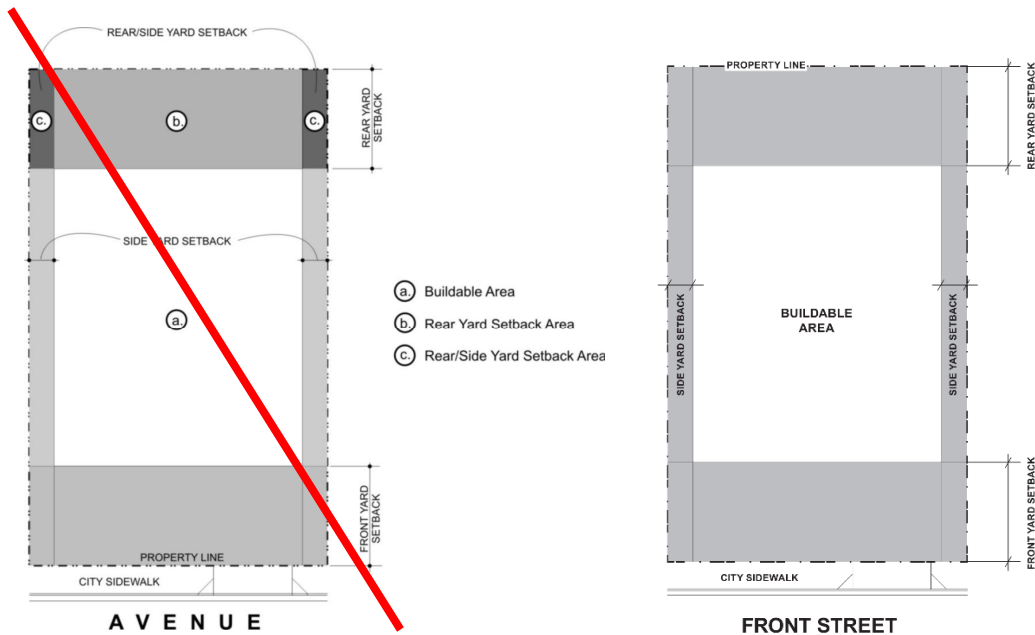 REAR/SIDE YARD SETBACK
c.
b.
c.
REAR YARD
SETBACK
SIDE YARD SETBACK
a.
a. Buildable Area
b. Rear Yard Setback Area
c. Rear/Side Yard Setback Area
FRONT YARD
SETBACK
PROPERTY LINE
CITY SIDEWALK
AVENUE
PROPERTY LINE
REAR YARD SETBACK
SIDE YARD SETBACK
BUILDABLE
AREA
SIDE YARD SETBACK
FRONT YARD SETBACK
CITY SIDEWALK
FRONT STREET